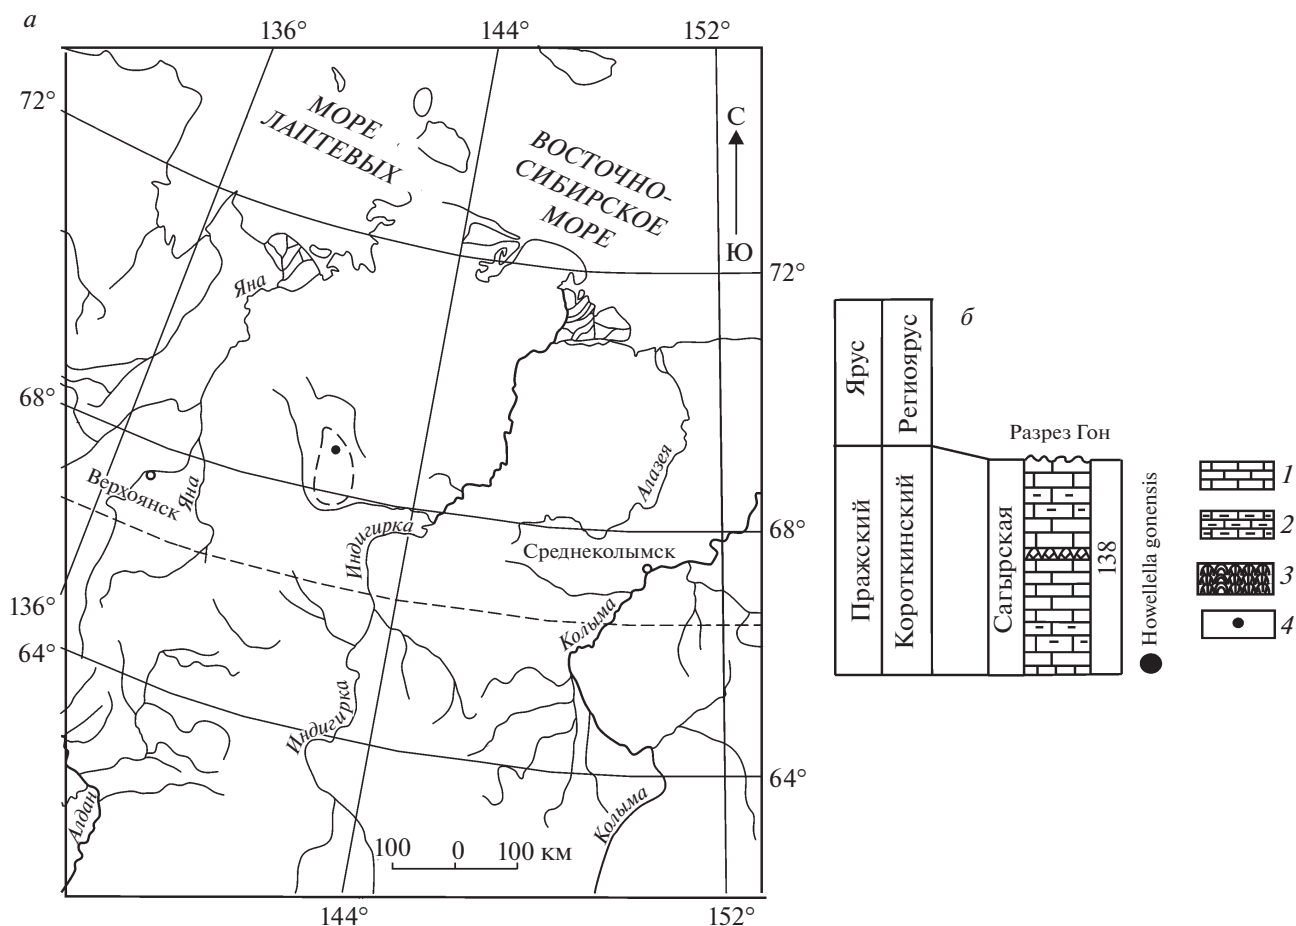 а
136°
144°
152°
72°
МОРЕ
ЛАПТЕВЫХ
ВОСТОЧНО-
СИБИРСКОЕ
МОРЕ
С
Ю
72°
Яна
68°
Верхоянск
Яна
Алазея
68°
Индигирка
Среднеколымск
136°
64°
Колыма
Индигирка
64°
Алдан
Колыма
100 0 100 км
144°
152°
б
Ярус
Региоярус
Разрез Гон
Пражский
Короткинский
Сагырская
138
Howellella gonensis
1
2
3
4